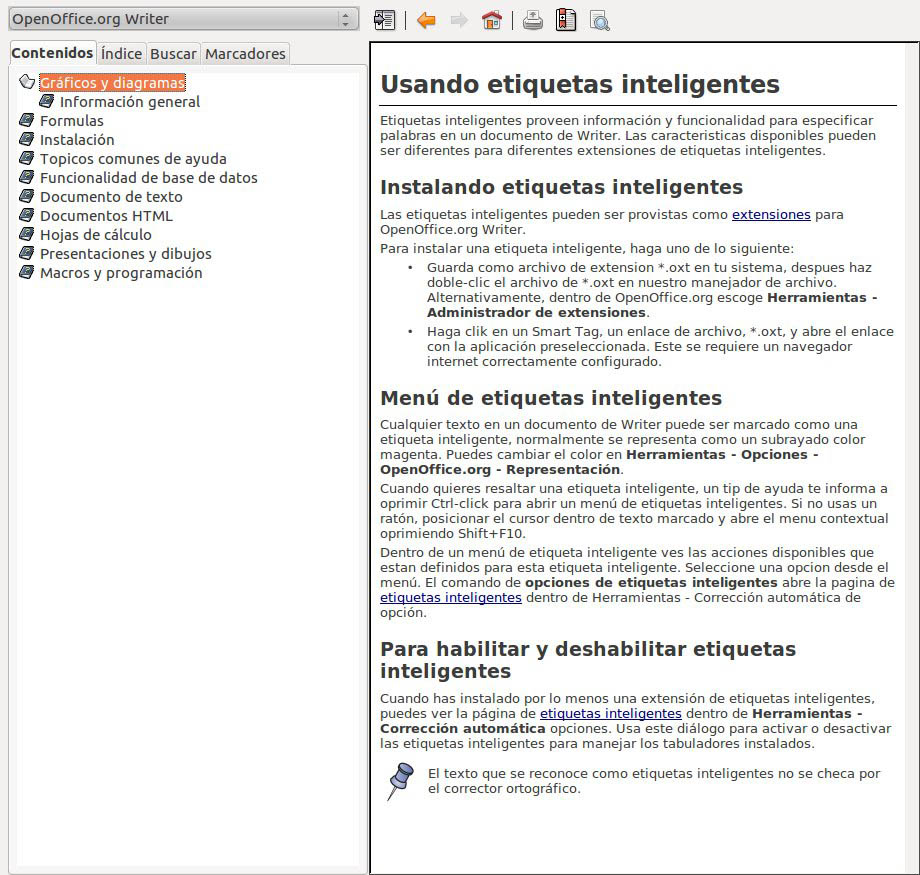 OpenOffice.org Writer
Contenidos Índice Buscar Marcadores
Gráficos y diagramas
Información general
Formulas
Instalación
Topicos comunes de ayuda
Funcionalidad de base de datos
Documento de texto
Documentos HTML
Hojas de cálculo
Presentaciones y dibujos
Macros y programación
Usando etiquetas inteligentes
Etiquetas inteligentes proveen información y funcionalidad para especificar
palabras en un documento de Writer. Las caracteristicas disponibles pueden
ser diferentes para diferentes extensiones de etiquetas inteligentes.
Instalando etiquetas inteligentes
Las etiquetas inteligentes pueden ser provistas como extensiones para
OpenOffice.org Writer.
Para instalar una etiqueta inteligente, haga uno de lo siguiente:
• Guarda como archivo de extension *.oxt en tu sistema, despues haz
doble-clic el archivo de *.oxt en nuestro manejador de archivo.
Alternativamente, dentro de OpenOffice.org escoge Herramientas -
Administrador de extensiones.
• Haga clik en un Smart Tag, un enlace de archivo, *.oxt, y abre el enlace
con la aplicación preseleccionada. Este se requiere un navegador
internet correctamente configurado.
Menú de etiquetas inteligentes
Cualquier texto en un documento de Writer puede ser marcado como una
etiqueta inteligente, normalmente se representa como un subrayado color
magenta. Puedes cambiar el color en Herramientas - Opciones -
OpenOffice.org - Representación.
Cuando quieres resaltar una etiqueta inteligente, un tip de ayuda te informa a
oprimir Ctrl-click para abrir un menú de etiquetas inteligentes. Si no usas un
ratón, posicionar el cursor dentro de texto marcado y abre el menu contextual
oprimiendo Shift+F10.
Dentro de un menú de etiqueta inteligente ves las acciones disponibles que
estan definidos para esta etiqueta inteligente. Seleccione una opcion desde el
menú. El comando de opciones de etiquetas inteligentes abre la pagina de
etiquetas inteligentes dentro de Herramientas - Corrección automática de
opción.
Para habilitar y deshabilitar etiquetas
inteligentes
Cuando has instalado por lo menos una extensión de etiquetas inteligentes,
puedes ver la página de etiquetas inteligentes dentro de Herramientas -
Corrección automática opciones. Usa este diálogo para activar o desactivar
las etiquetas inteligentes para manejar los tabuladores instalados.
El texto que se reconoce como etiquetas inteligentes no se checa por
el corrector ortográfico.